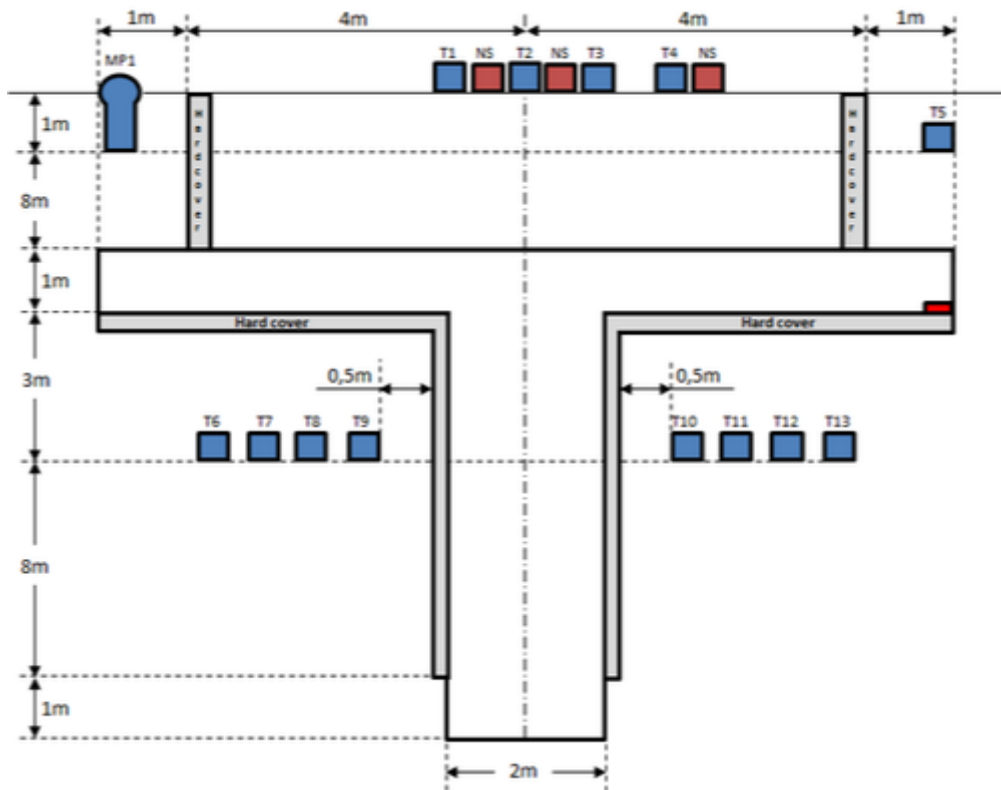 1m 4m 4m 1m
MP1 T1 NS T2 NS T3 T4 NS
1m Hardcover Hardcover T5
8m
1m
Hard cover Hard cover
3m 0,5m 0,5m
T6 T7 T8 T9 T10 T11 T12 T13
8m
1m
2m